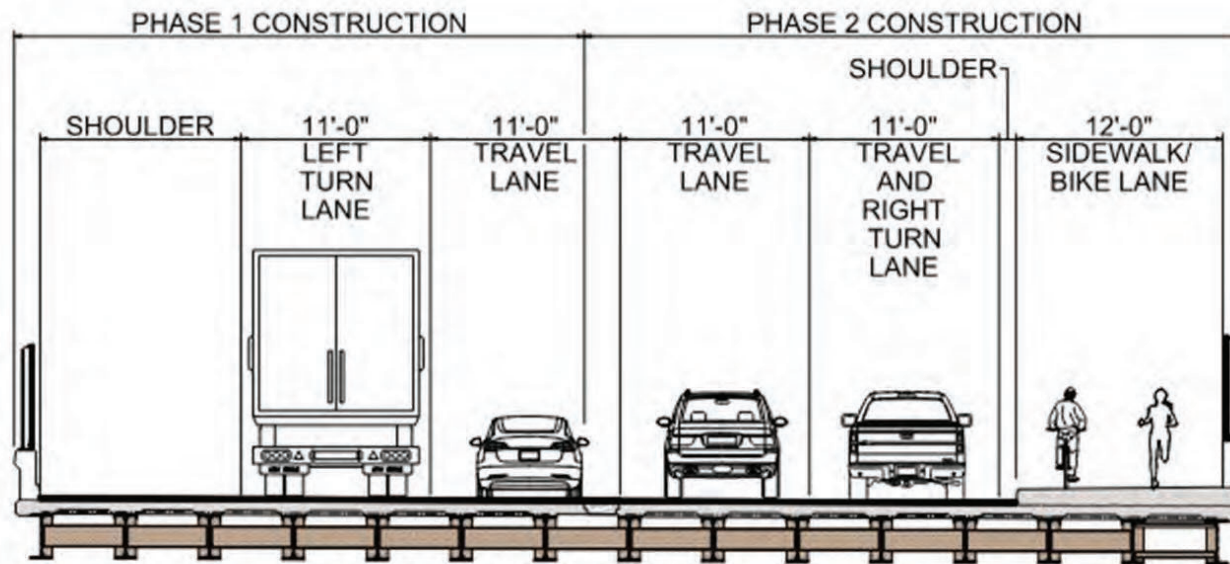 PHASE 1 CONSTRUCTION
PHASE 2 CONSTRUCTION
SHOULDER
SHOULDER
11'-0"
11'-0"
11'-0"
11'-0"
12'-0"
LEFT
TURN
LANE
TRAVEL
LANE
TRAVEL
LANE
TRAVEL
AND
RIGHT
TURN
LANE
SIDEWALK/
BIKE LANE